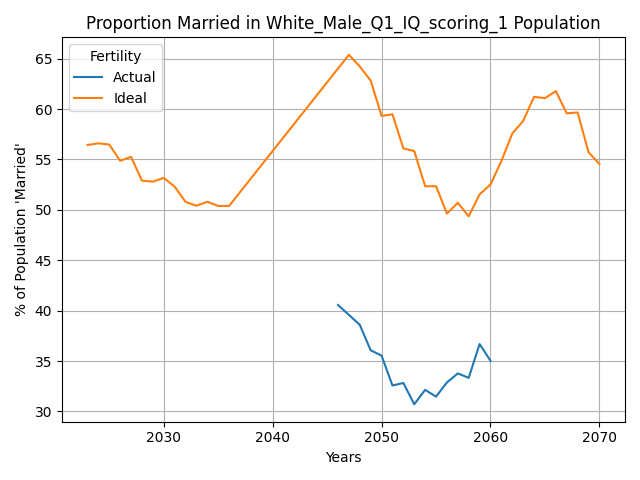 Proportion Married in White_Male_Q1_IQ_scoring_1 Population
% of Population 'Married'
65
60
55
50
45
40
35
30
Fertility
Actual
Ideal
2030 2040 2050 2060 2070
Years